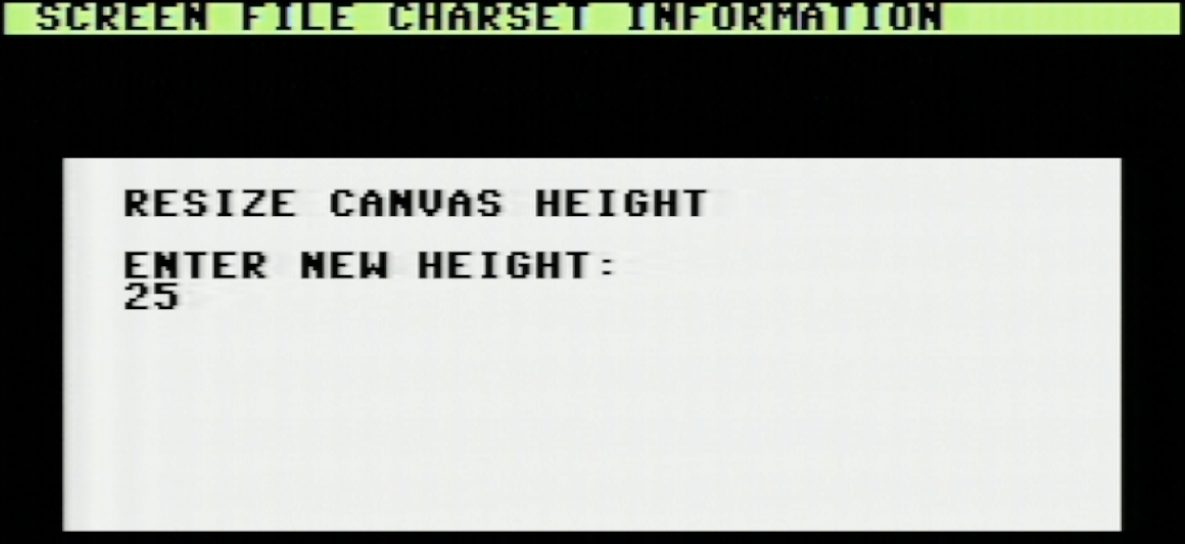 SCREEN FILE CHARSET INFORMATION
RESIZE CANVAS HEIGHT
ENTER NEW HEIGHT:
25